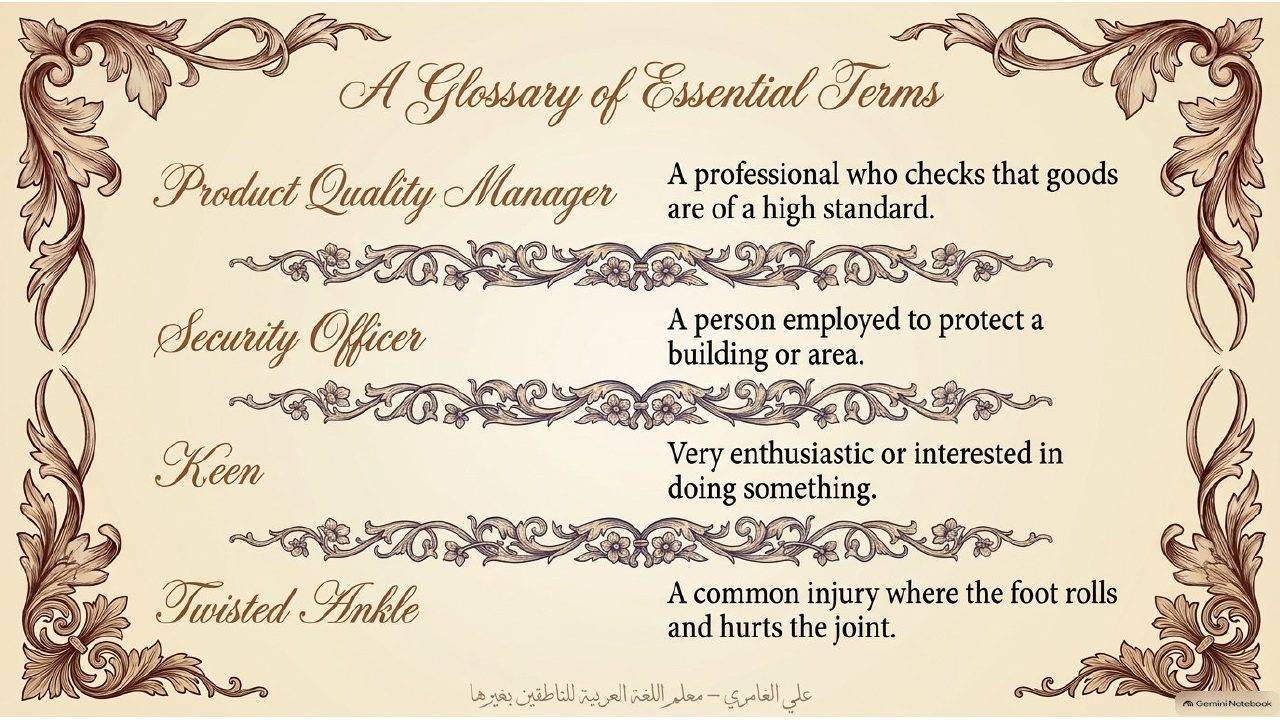 A Glossary of Essential Terms
Product Quality Manager
A professional who checks that goods
are of a high standard.
Security Officer
A person employed to protect a
building or area.
Keen
Very enthusiastic or interested in
doing something.
Twisted Ankle
A common injury where the foot rolls
and hurts the joint.
علي الغامري – معلم اللغة العربية للناطقين بغيرها
Gemini Notebook